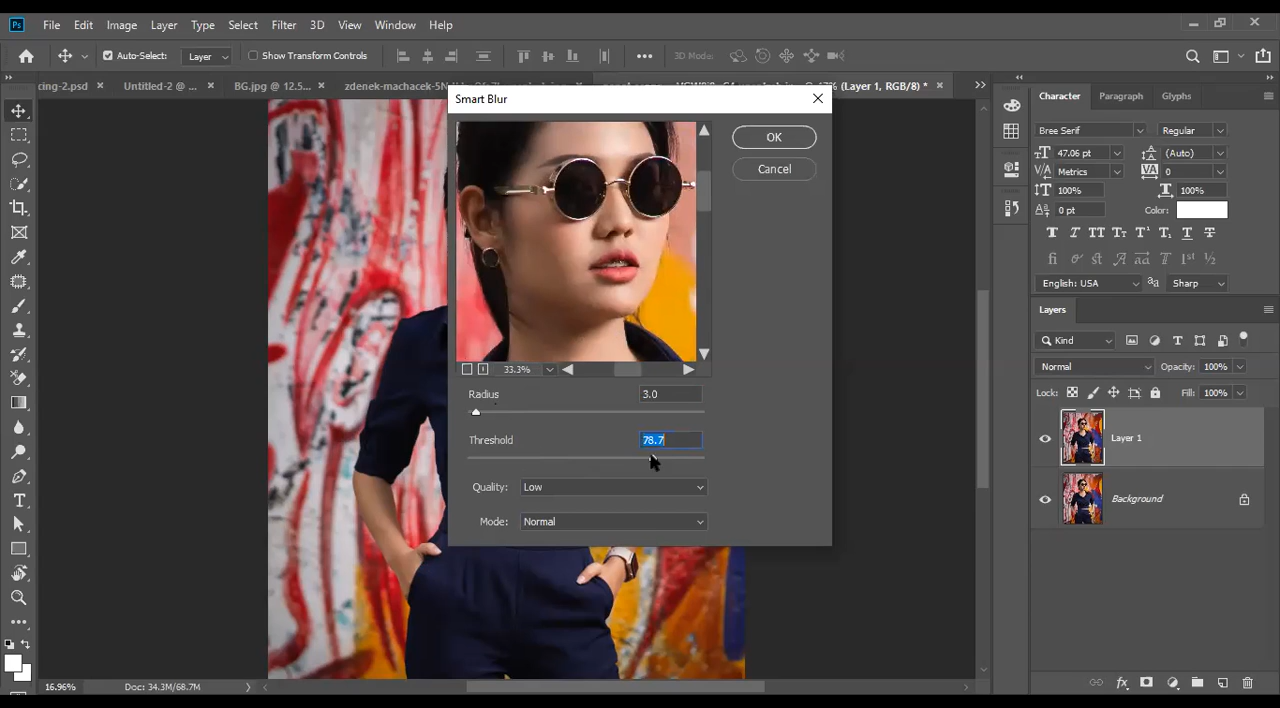 Ps File Edit Image Layer Type Select Filter 3D View Window Help
Auto-Select: Layer Show Transform Controls 3D Mode:
cing-2.psd Untitled-2 @ ... BG.jpg @ 12.5... (Layer 1, RGB/8) *
Smart Blur
OK
Cancel
33.3%
Radius 3.0
Threshold 78.7
Quality: Low
Mode: Normal
Character Paragraph Glyphs
Bree Serif Regular
47.06 pt (Auto)
Metrics 0
100% 100%
0 pt Color:
English: USA Sharp
Layers
Kind
Normal Opacity: 100%
Lock: Fill: 100%
Layer 1
Background
16.96% Doc: 34.3M/68.7M